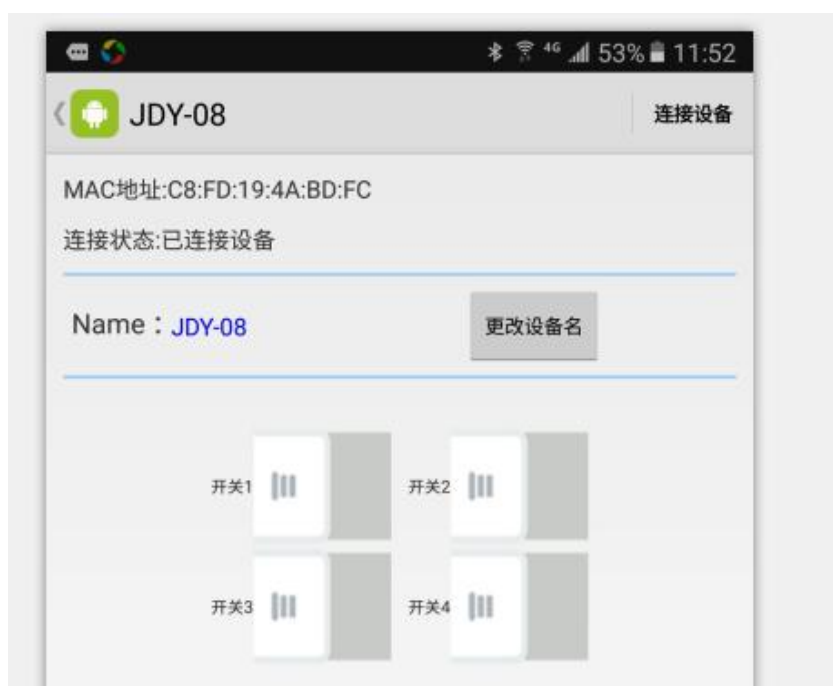 4G 53% 11:52
JDY-08 连接设备
MAC地址:C8:FD:19:4A:BD:FC
连接状态:已连接设备
Name：JDY-08 更改设备名
开关1 开关2
开关3 开关4